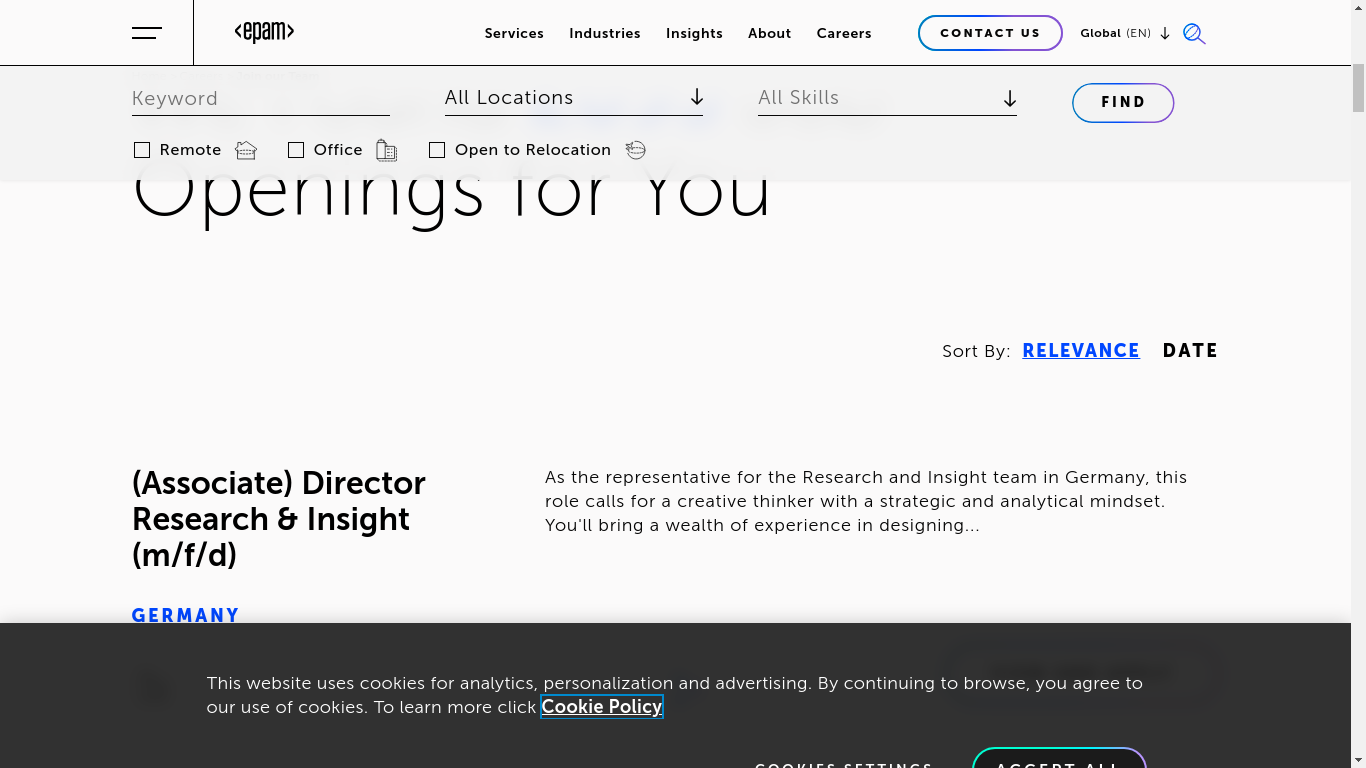 <epam>
Services Industries Insights About Careers CONTACT US Global (EN)
Keyword All Locations All Skills FIND
Remote Office Open to Relocation
Openings for You
Sort By: RELEVANCE DATE
(Associate) Director
Research & Insight
(m/f/d)
As the representative for the Research and Insight team in Germany, this
role calls for a creative thinker with a strategic and analytical mindset.
You'll bring a wealth of experience in designing...
GERMANY
This website uses cookies for analytics, personalization and advertising. By continuing to browse, you agree to
our use of cookies. To learn more click Cookie Policy
COOKIES SETTINGS ACCEPT ALL